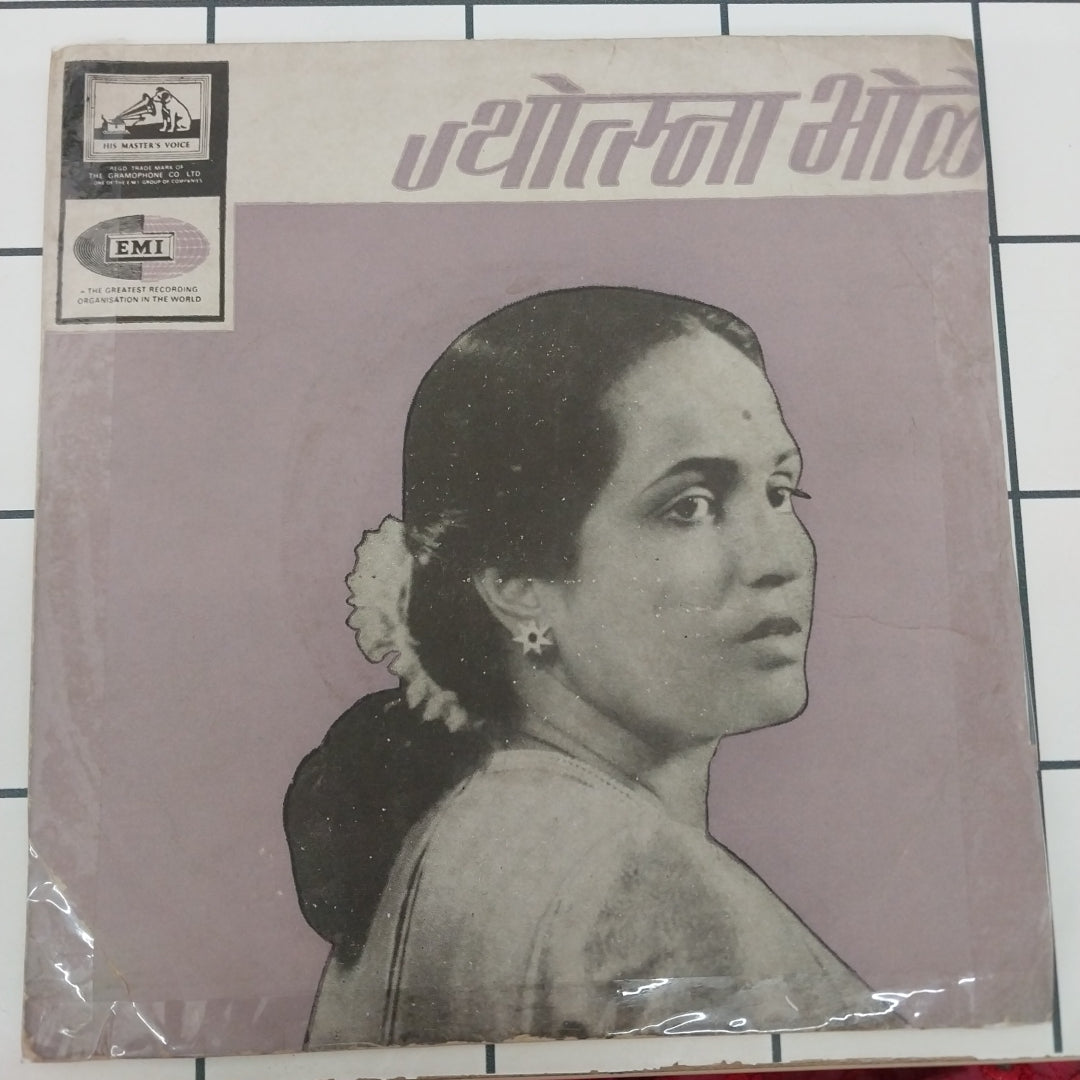 ज्योत्स्ना भोळे
HIS MASTER'S VOICE
REGD. TRADE MARK OF
THE GRAMOPHONE CO LTD
ONE OF THE EMI GROUP OF COMPANIES
EMI
- THE GREATEST RECORDING
ORGANISATION IN THE WORLD